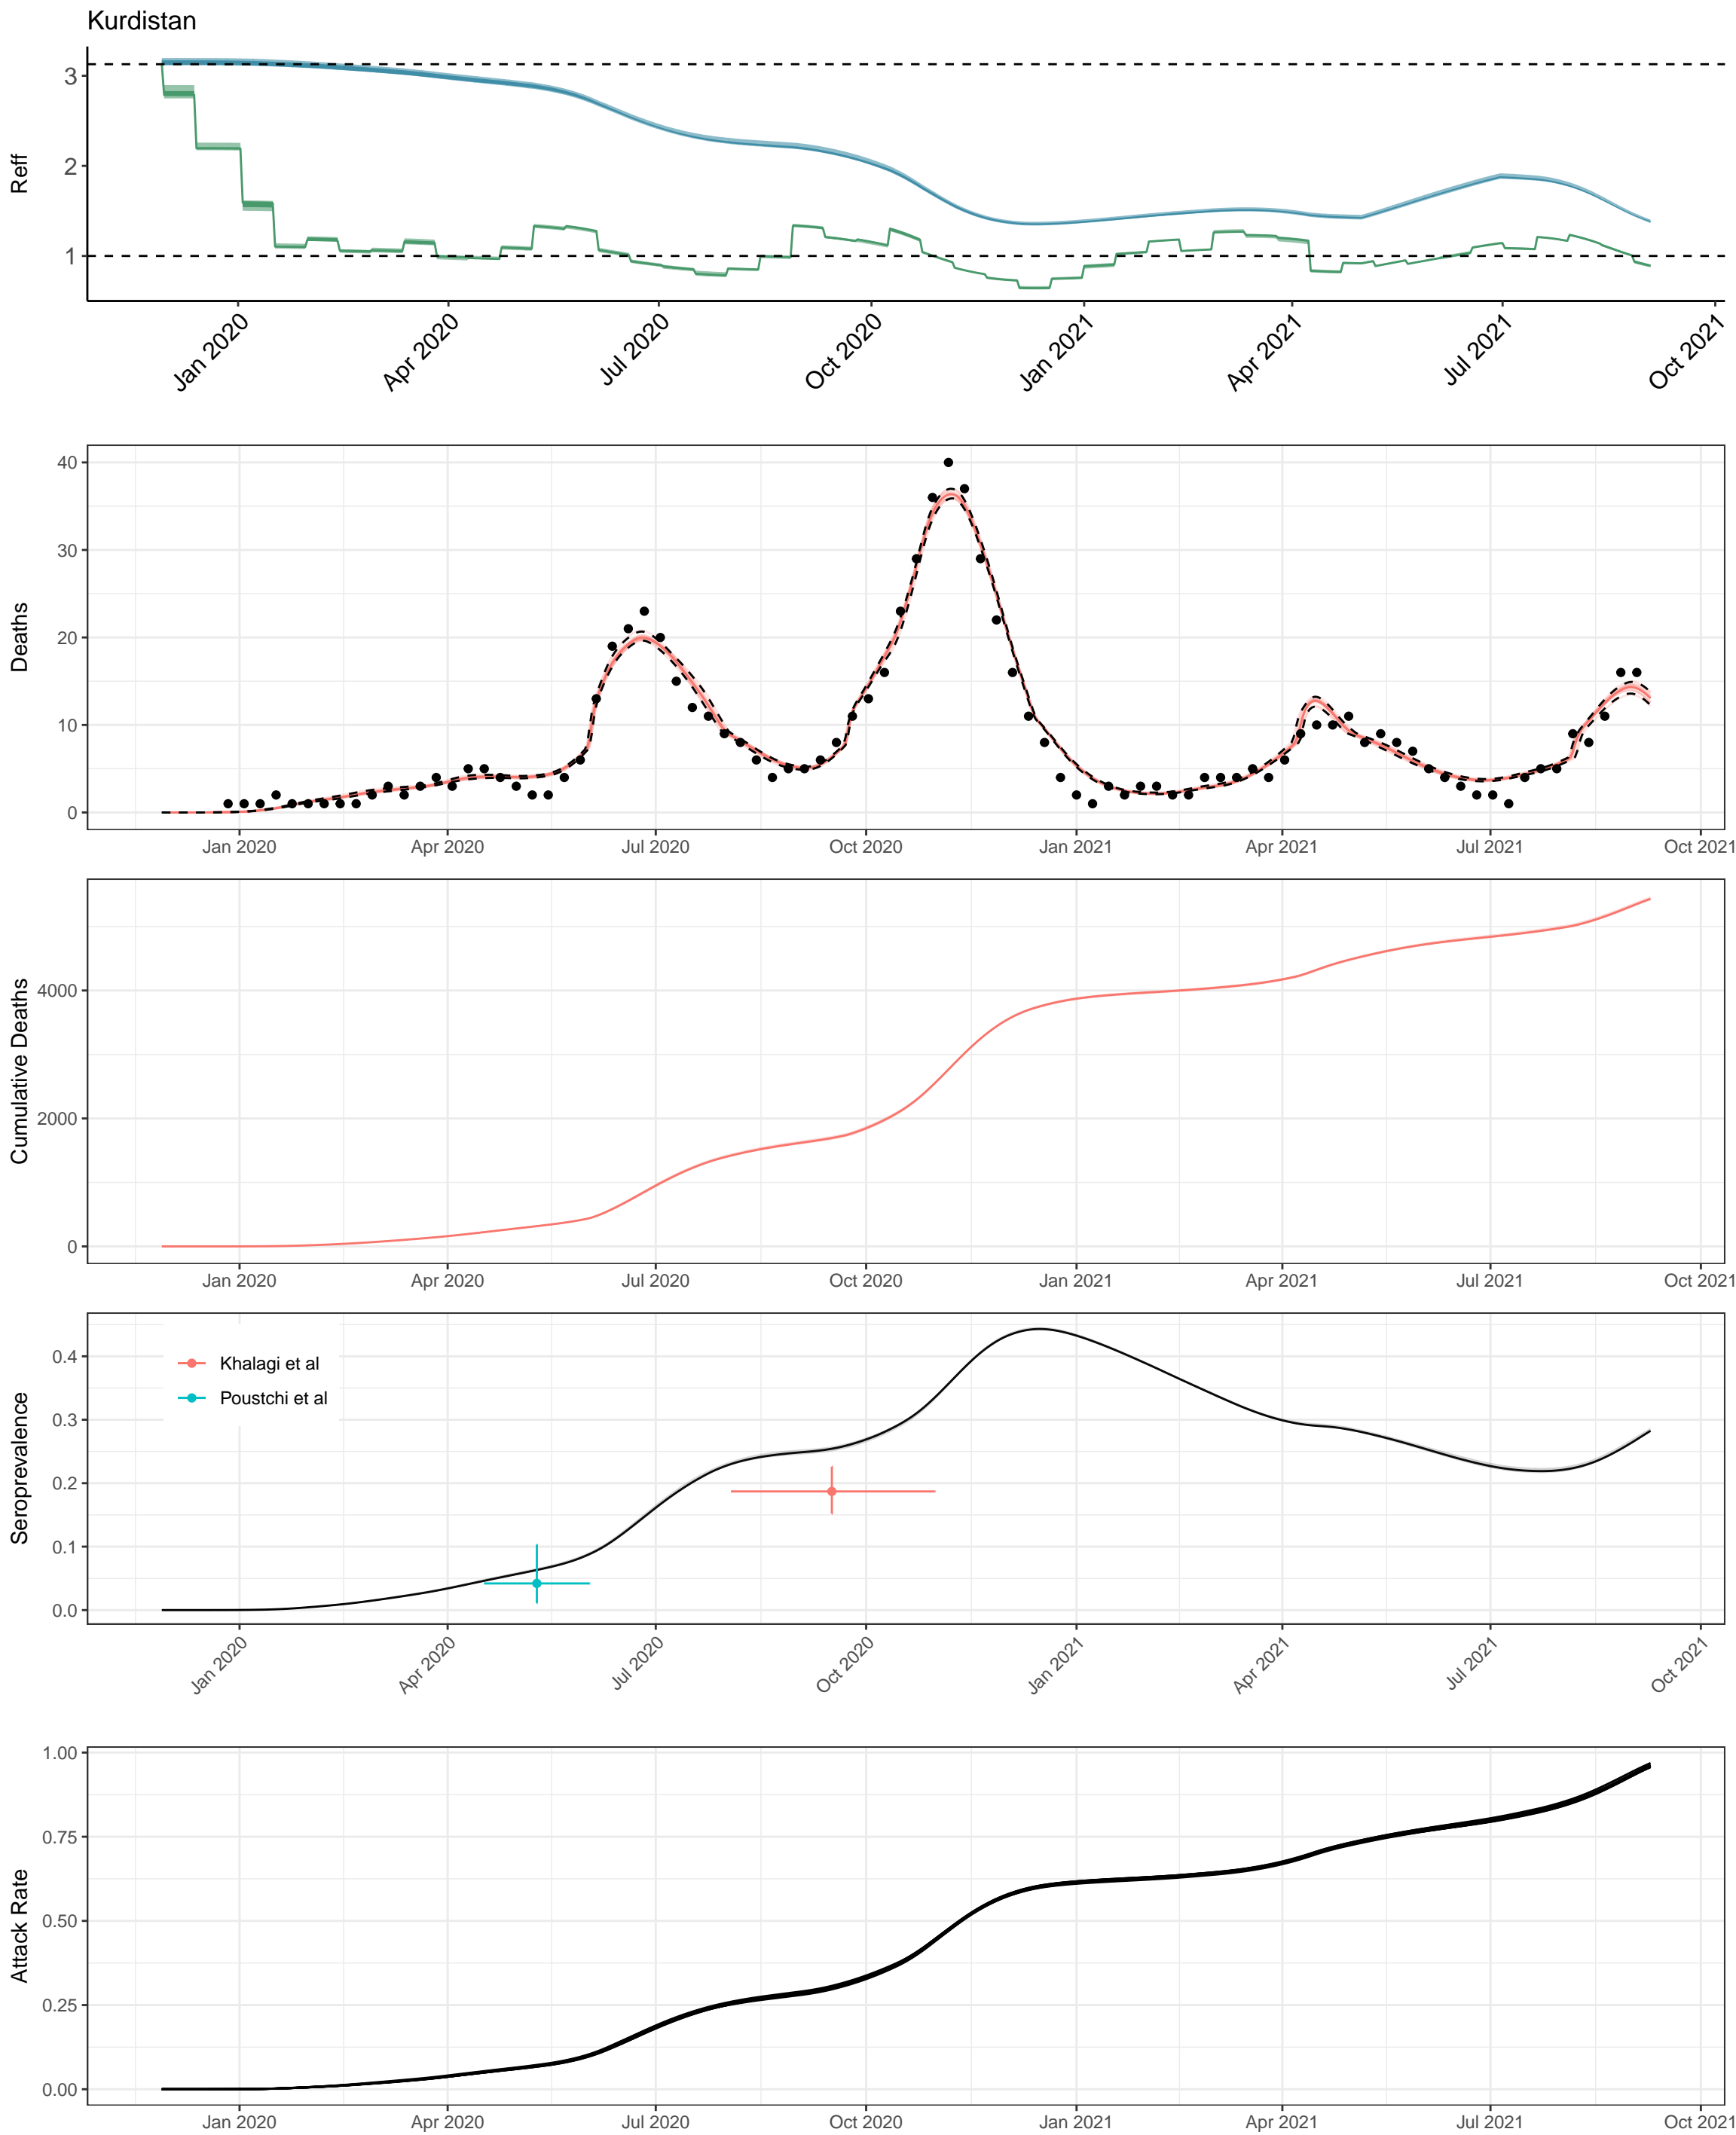 Kurdistan
Reff
3
2
1
Jan 2020
Apr 2020
Jul 2020
Oct 2020
Jan 2021
Apr 2021
Jul 2021
Oct 2021
Deaths
40
30
20
10
0
Jan 2020
Apr 2020
Jul 2020
Oct 2020
Jan 2021
Apr 2021
Jul 2021
Oct 2021
Cumulative Deaths
4000
2000
0
Jan 2020
Apr 2020
Jul 2020
Oct 2020
Jan 2021
Apr 2021
Jul 2021
Oct 2021
Seroprevalence
0.4
0.3
0.2
0.1
0.0
Khalagi et al
Poustchi et al
Jan 2020
Apr 2020
Jul 2020
Oct 2020
Jan 2021
Apr 2021
Jul 2021
Oct 2021
Attack Rate
1.00
0.75
0.50
0.25
0.00
Jan 2020
Apr 2020
Jul 2020
Oct 2020
Jan 2021
Apr 2021
Jul 2021
Oct 2021